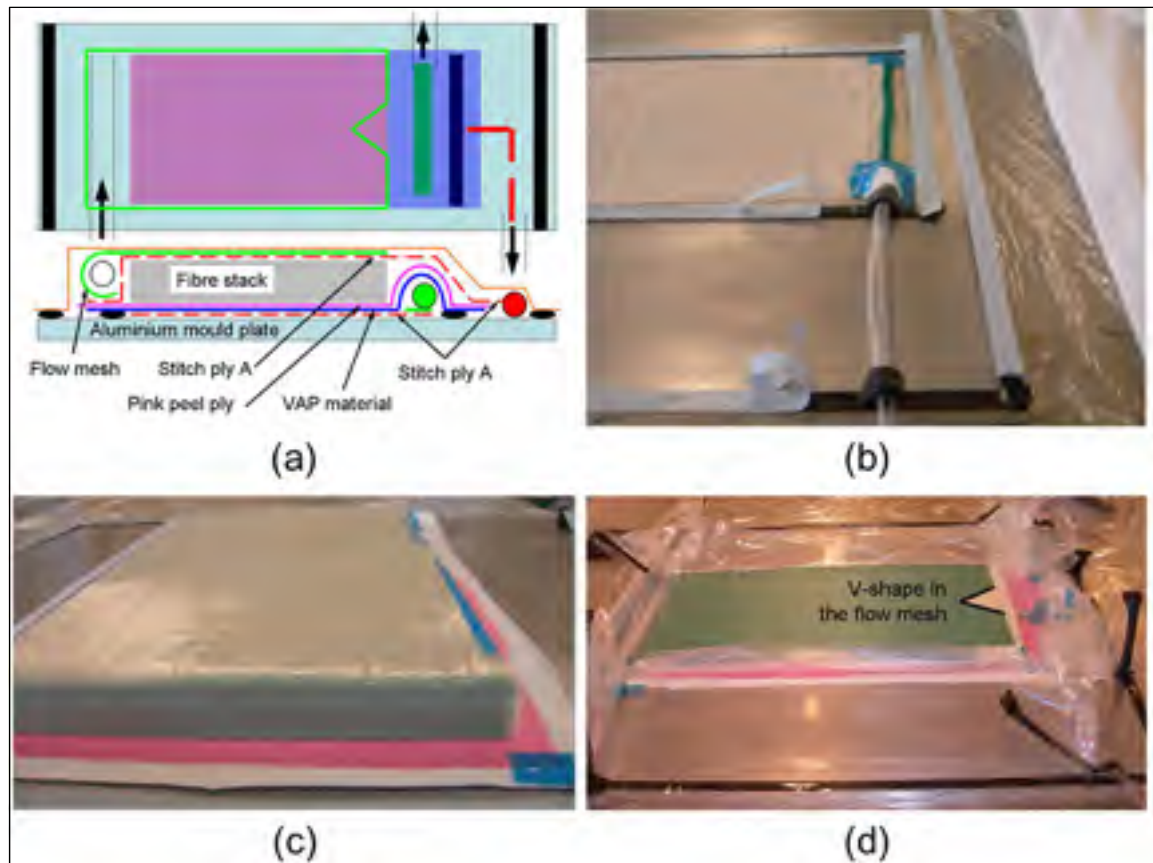 Fibre stack
Aluminium mould plate
Flow mesh
Stitch ply A
Stitch ply A
Pink peel ply
VAP material
(a)
(b)
V-shape in
the flow mesh
(c)
(d)